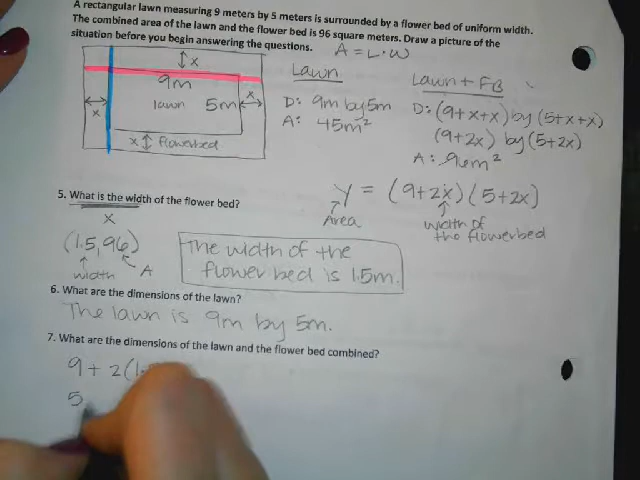 A rectangular lawn measuring 9 meters by 5 meters is surrounded by a flower bed of uniform width.
The combined area of the lawn and the flower bed is 96 square meters. Draw a picture of the
situation before you begin answering the questions.
A = L·W
x
9m
lawn
5m
x
x
x flowerbed
Lawn
D: 9m by 5m
A: 45m²
Lawn + FB
D: (9+x+x) by (5+x+x)
(9+2x) by (5+2x)
A: 96m²
y = (9+2x)(5+2x)
Area
width of
the flowerbed
5. What is the width of the flower bed?
x
(1.5, 96)
width
A
The width of the
flower bed is 1.5m.
6. What are the dimensions of the lawn?
The lawn is 9m by 5m.
7. What are the dimensions of the lawn and the flower bed combined?
9 + 2(1.
5